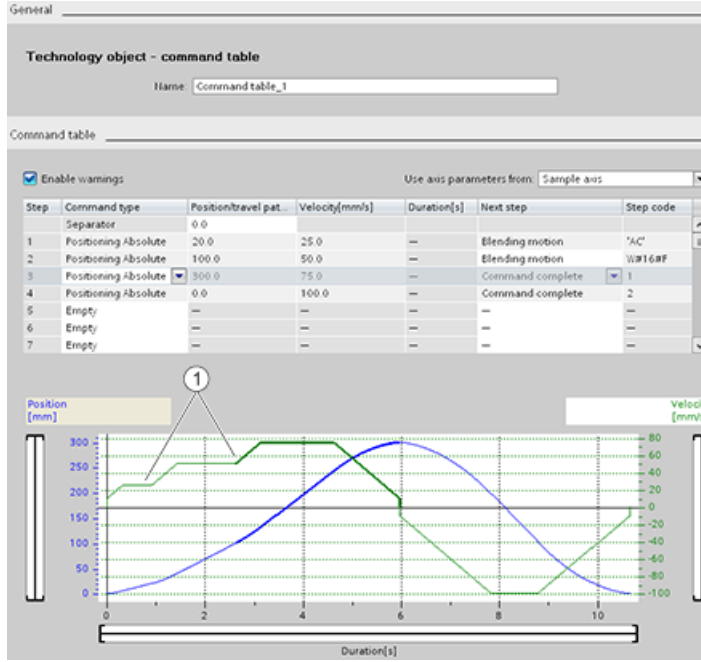 General
Technology object - command table
Name: Command table_1
Command table
Enable warnings Use axis parameters from: Sample axis
Step Command type Position/travel pat... Velocity[mm/s] Duration[s] Next step Step code
Separator 0.0
1 Positioning Absolute 20.0 25.0 — Blending motion 'AC'
2 Positioning Absolute 100.0 50.0 — Blending motion W#16#F
3 Positioning Absolute 300.0 75.0 — Command complete 1
4 Positioning Absolute 0.0 100.0 — Command complete 2
5 Empty — — — — —
6 Empty — — — — —
7 Empty — — — — —
1
Position
[mm]
Veloci
[mm/s
300
250
200
150
100
50
0
80
60
40
20
0
-20
-40
-60
-80
-100
0 2 4 6 8 10
Duration[s]